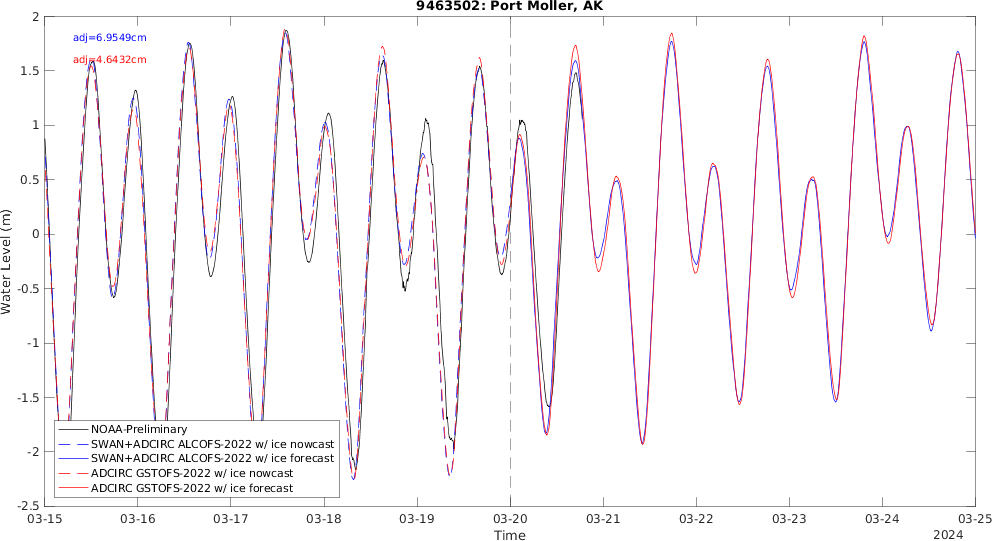 9463502: Port Moller, AK
adj=6.9549cm
adj=4.6432cm
2
1.5
1
0.5
0
-0.5
-1
-1.5
-2
-2.5
Water Level (m)
NOAA-Preliminary
SWAN+ADCIRC ALCOFS-2022 w/ ice nowcast
SWAN+ADCIRC ALCOFS-2022 w/ ice forecast
ADCIRC GSTOFS-2022 w/ ice nowcast
ADCIRC GSTOFS-2022 w/ ice forecast
03-15 03-16 03-17 03-18 03-19 03-20 03-21 03-22 03-23 03-24 03-25
Time
2024